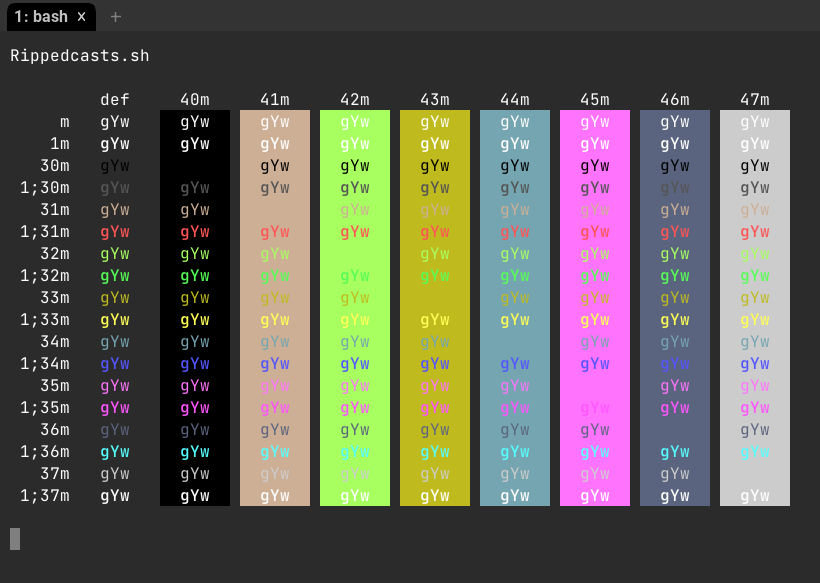 1: bash × +
Rippedcasts.sh
def 40m 41m 42m 43m 44m 45m 46m 47m
m gYw gYw gYw gYw gYw gYw gYw gYw gYw
1m gYw gYw gYw gYw gYw gYw gYw gYw gYw
30m gYw gYw gYw gYw gYw gYw gYw gYw
1;30m gYw gYw gYw gYw gYw gYw gYw gYw gYw
31m gYw gYw gYw gYw gYw gYw gYw gYw
1;31m gYw gYw gYw gYw gYw gYw gYw gYw gYw
32m gYw gYw gYw gYw gYw gYw gYw gYw
1;32m gYw gYw gYw gYw gYw gYw gYw gYw gYw
33m gYw gYw gYw gYw gYw gYw gYw gYw
1;33m gYw gYw gYw gYw gYw gYw gYw gYw gYw
34m gYw gYw gYw gYw gYw gYw gYw gYw
1;34m gYw gYw gYw gYw gYw gYw gYw gYw gYw
35m gYw gYw gYw gYw gYw gYw gYw gYw
1;35m gYw gYw gYw gYw gYw gYw gYw gYw gYw
36m gYw gYw gYw gYw gYw gYw gYw gYw
1;36m gYw gYw gYw gYw gYw gYw gYw gYw gYw
37m gYw gYw gYw gYw gYw gYw gYw gYw
1;37m gYw gYw gYw gYw gYw gYw gYw gYw gYw